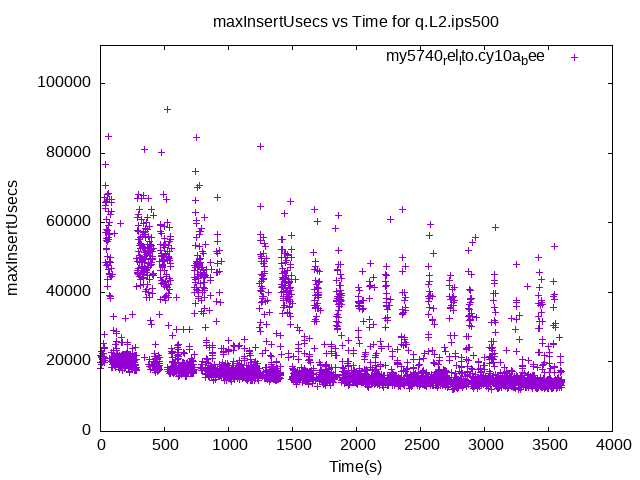 maxInsertUsecs vs Time for q.L2.ips500
my5740relito.cy10abee
maxInsertUsecs
100000
80000
60000
40000
20000
0
0 500 1000 1500 2000 2500 3000 3500 4000
Time(s)